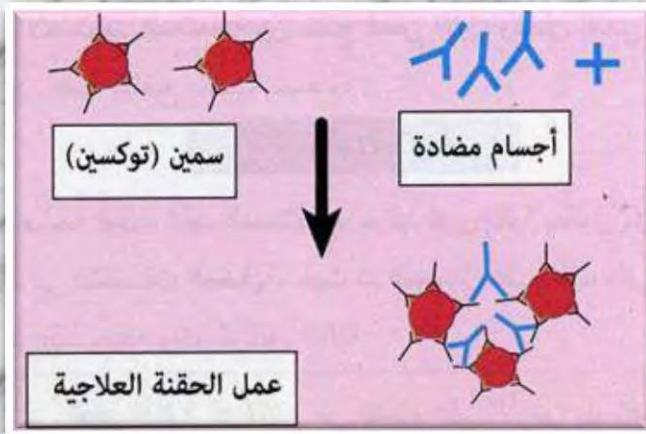 أجسام مضادة
+
سمين (توكسين)
عمل الحقنة العلاجية